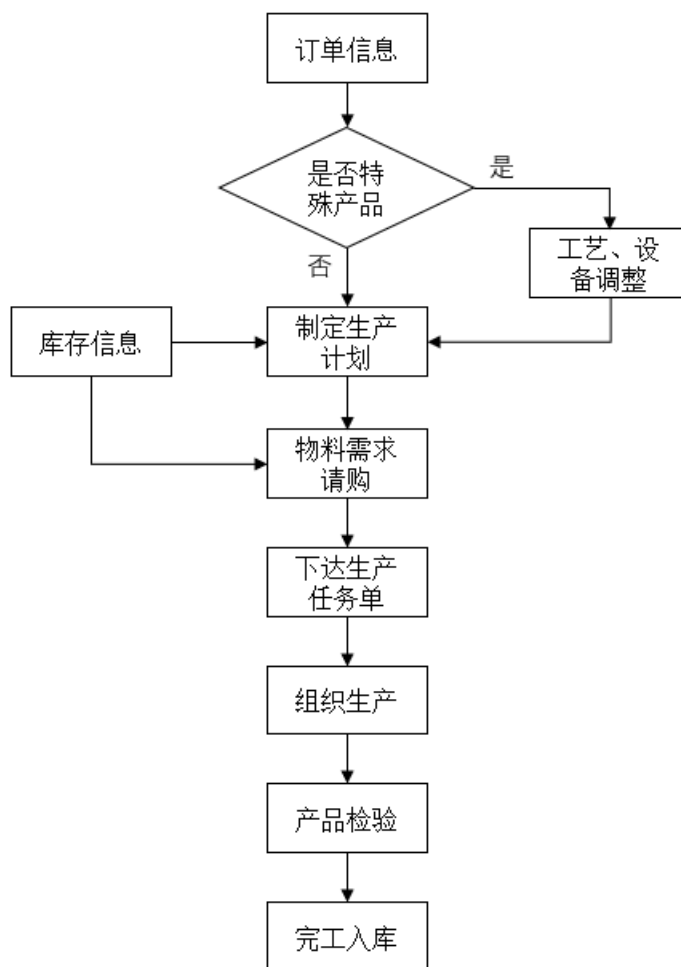 订单信息
是否特
殊产品
是
工艺、设
备调整
否
库存信息
制定生产
计划
物料需求
请购
下达生产
任务单
组织生产
产品检验
完工入库